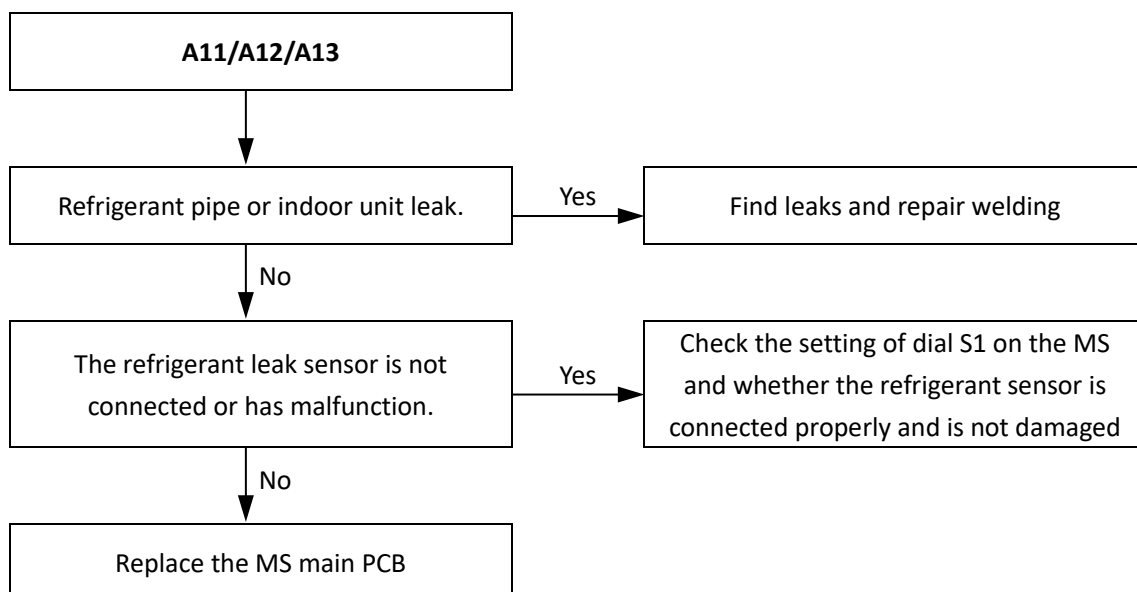 A11/A12/A13
Refrigerant pipe or indoor unit leak.
Yes
Find leaks and repair welding
No
The refrigerant leak sensor is not
connected or has malfunction.
Yes
Check the setting of dial S1 on the MS
and whether the refrigerant sensor is
connected properly and is not damaged
No
Replace the MS main PCB